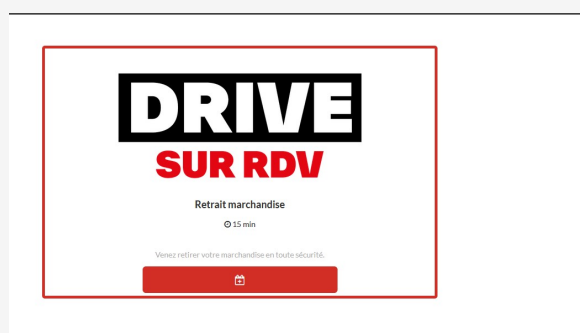 DRIVE
SUR RDV
Retrait marchandise
15 min
Venez retirer votre marchandise en toute sécurité.